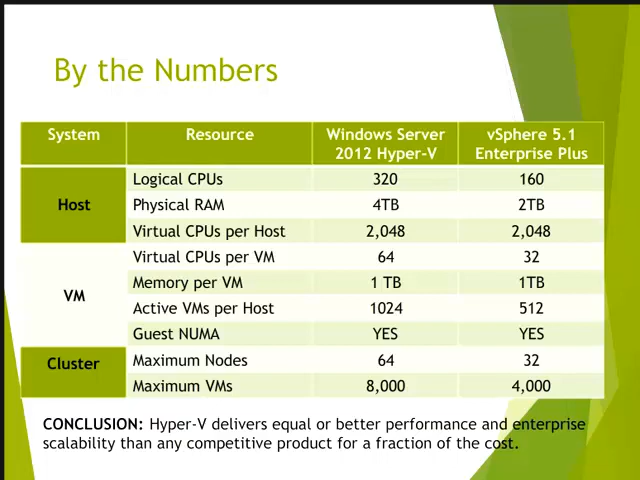 By the Numbers
System Resource Windows Server 2012 Hyper-V vSphere 5.1 Enterprise Plus
Host
Logical CPUs 320 160
Physical RAM 4TB 2TB
Virtual CPUs per Host 2,048 2,048
VM
Virtual CPUs per VM 64 32
Memory per VM 1 TB 1TB
Active VMs per Host 1024 512
Guest NUMA YES YES
Cluster
Maximum Nodes 64 32
Maximum VMs 8,000 4,000
CONCLUSION: Hyper-V delivers equal or better performance and enterprise
scalability than any competitive product for a fraction of the cost.